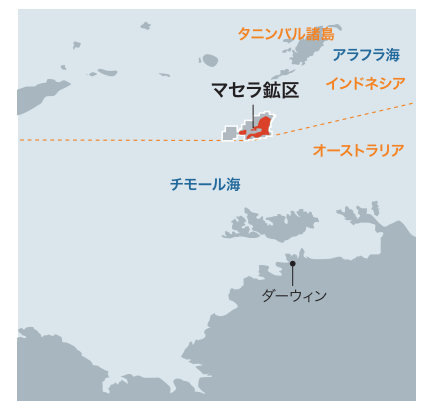 タニンバル諸島
アラフラ海
インドネシア
マセラ鉱区
オーストラリア
チモール海
ダーウィン